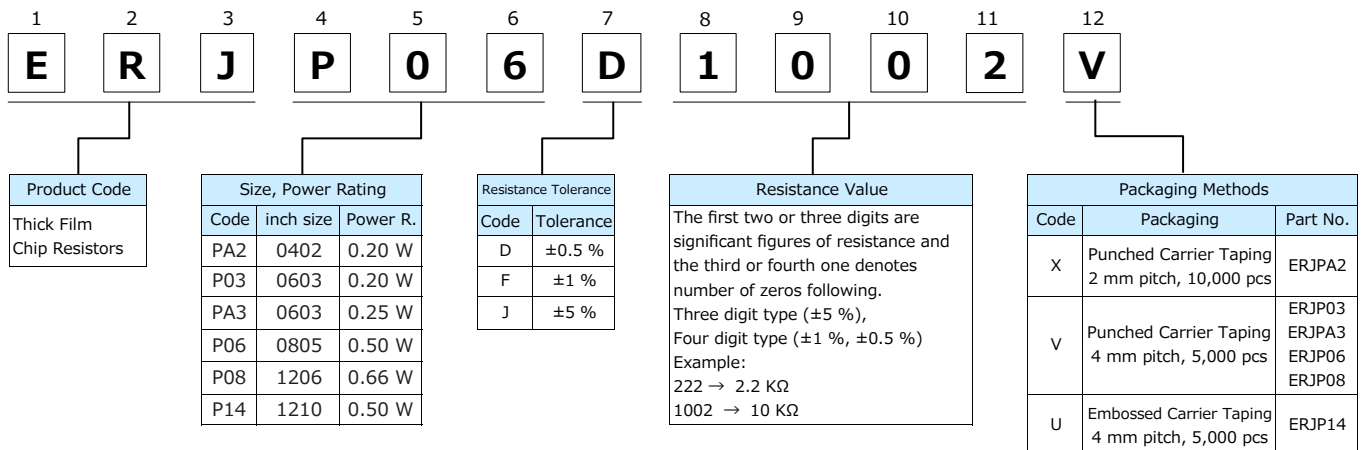 1 2 3 4 5 6 7 8 9 10 11 12
E R J P 0 6 D 1 0 0 2 V
Product Code
Thick Film
Chip Resistors
Size, Power Rating
Code inch size Power R.
PA2 0402 0.20 W
P03 0603 0.20 W
PA3 0603 0.25 W
P06 0805 0.50 W
P08 1206 0.66 W
P14 1210 0.50 W
Resistance Tolerance
Code Tolerance
D ±0.5 %
F ±1 %
J ±5 %
Resistance Value
The first two or three digits are
significant figures of resistance and
the third or fourth one denotes
number of zeros following.
Three digit type (±5 %),
Four digit type (±1 %, ±0.5 %)
Example:
222 → 2.2 KΩ
1002 → 10 KΩ
Packaging Methods
Code Packaging Part No.
X Punched Carrier Taping
2 mm pitch, 10,000 pcs ERJPA2
V Punched Carrier Taping
4 mm pitch, 5,000 pcs
ERJP03
ERJPA3
ERJP06
ERJP08
U Embossed Carrier Taping
4 mm pitch, 5,000 pcs ERJP14